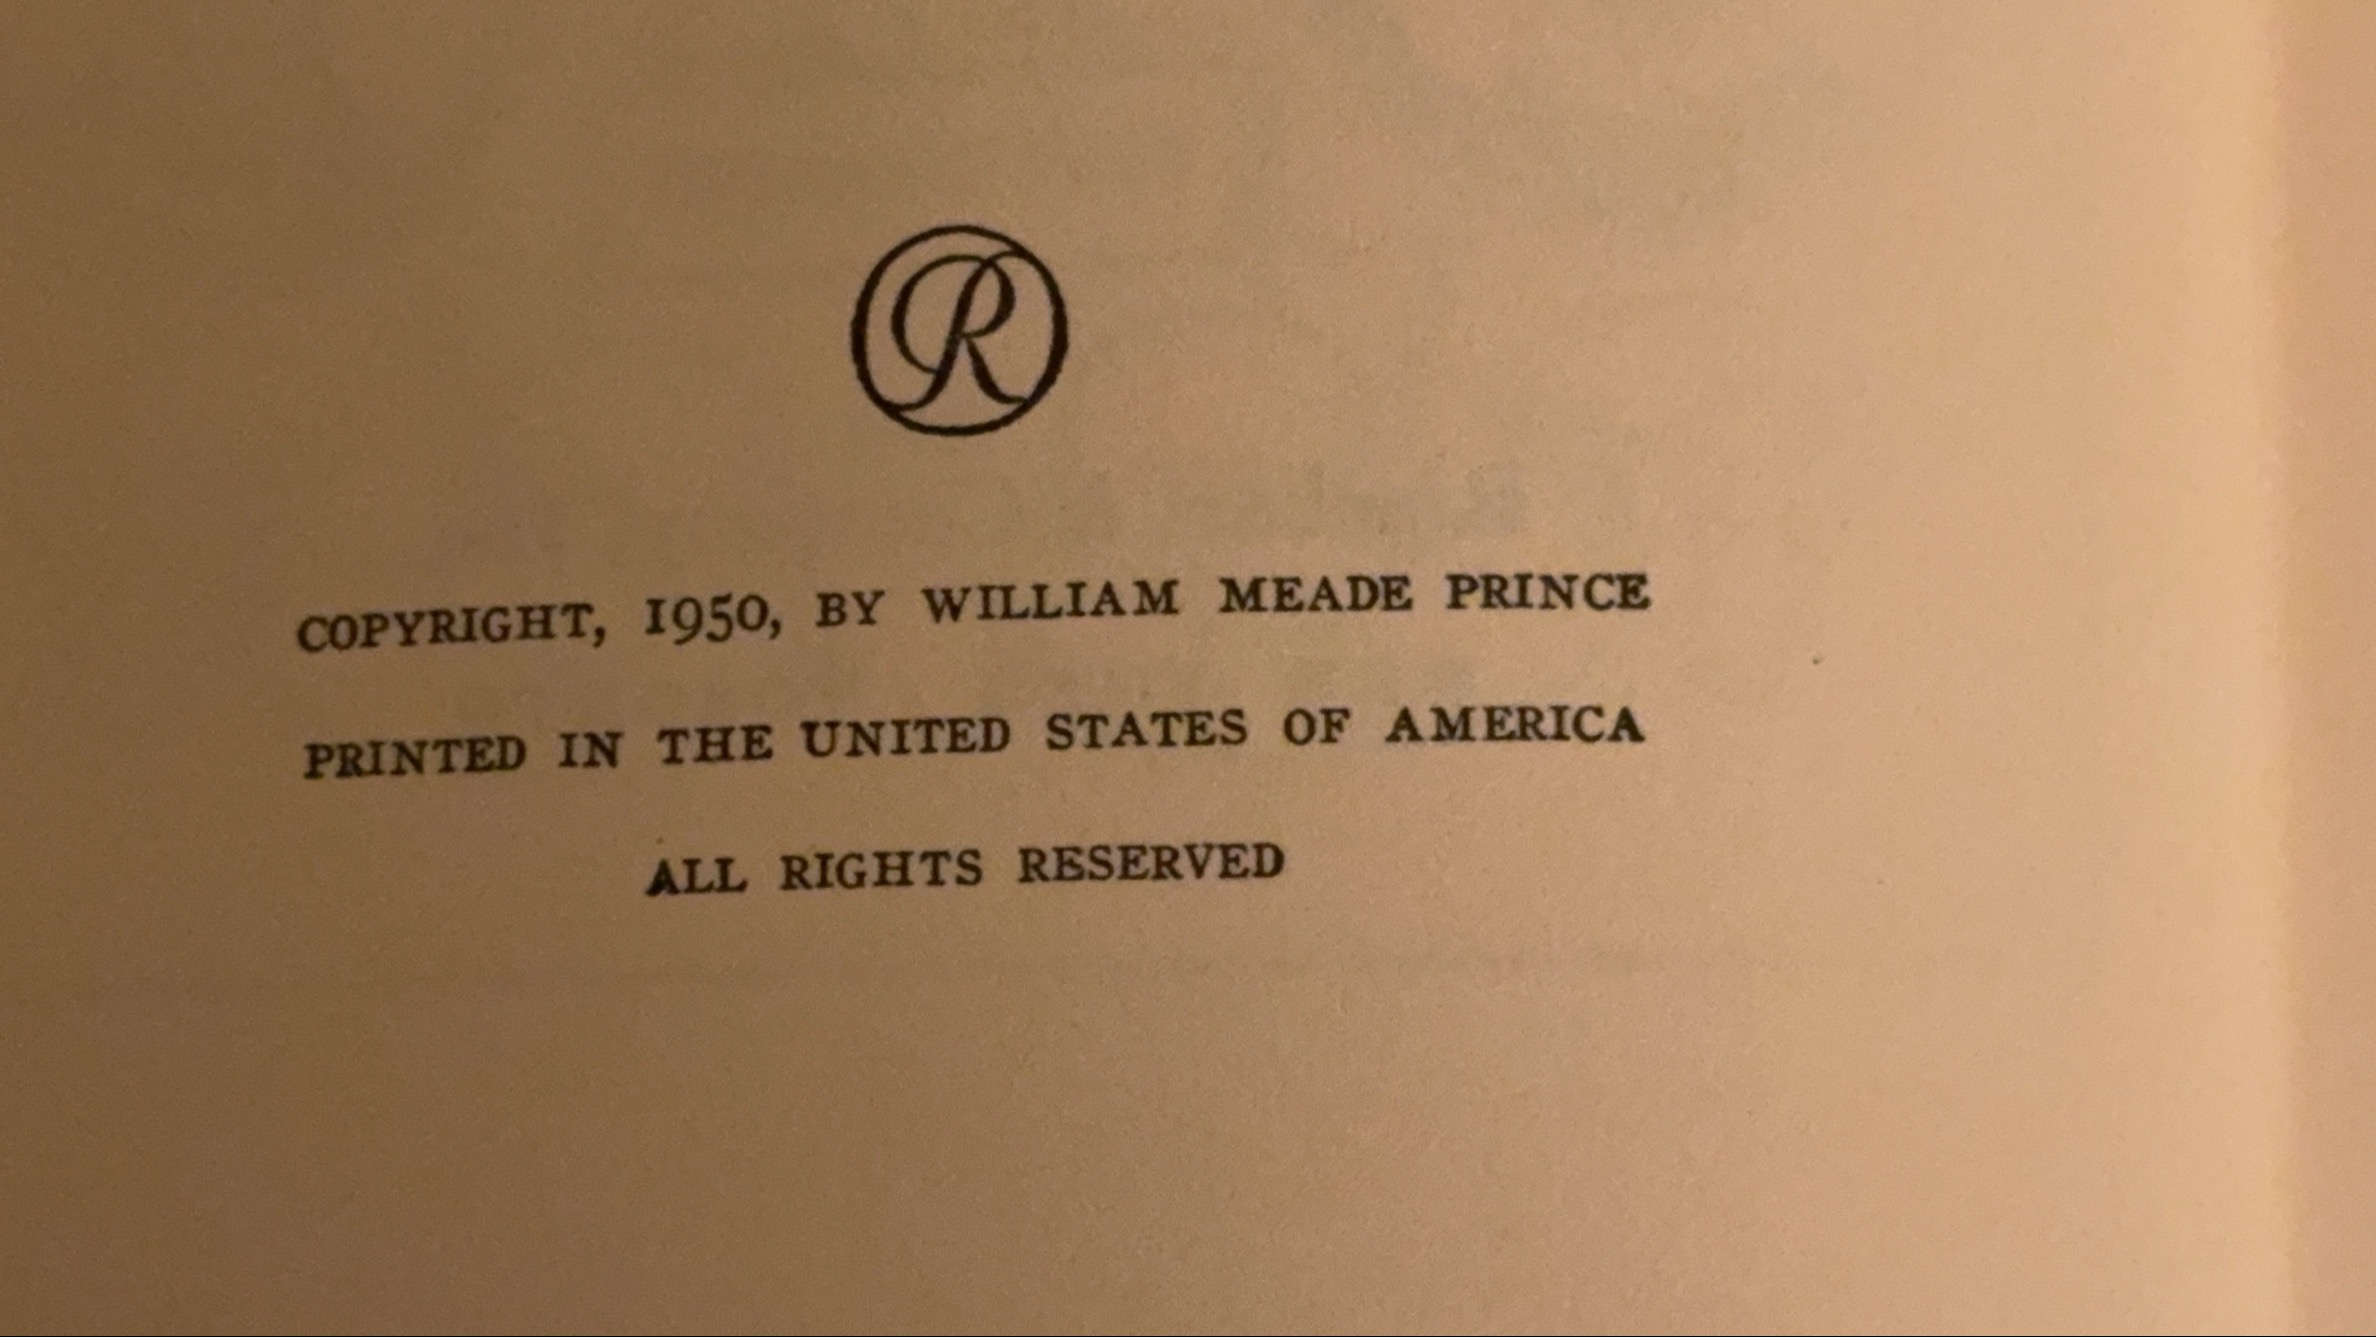 R
COPYRIGHT, 1950, BY WILLIAM MEADE PRINCE
PRINTED IN THE UNITED STATES OF AMERICA
ALL RIGHTS RESERVED